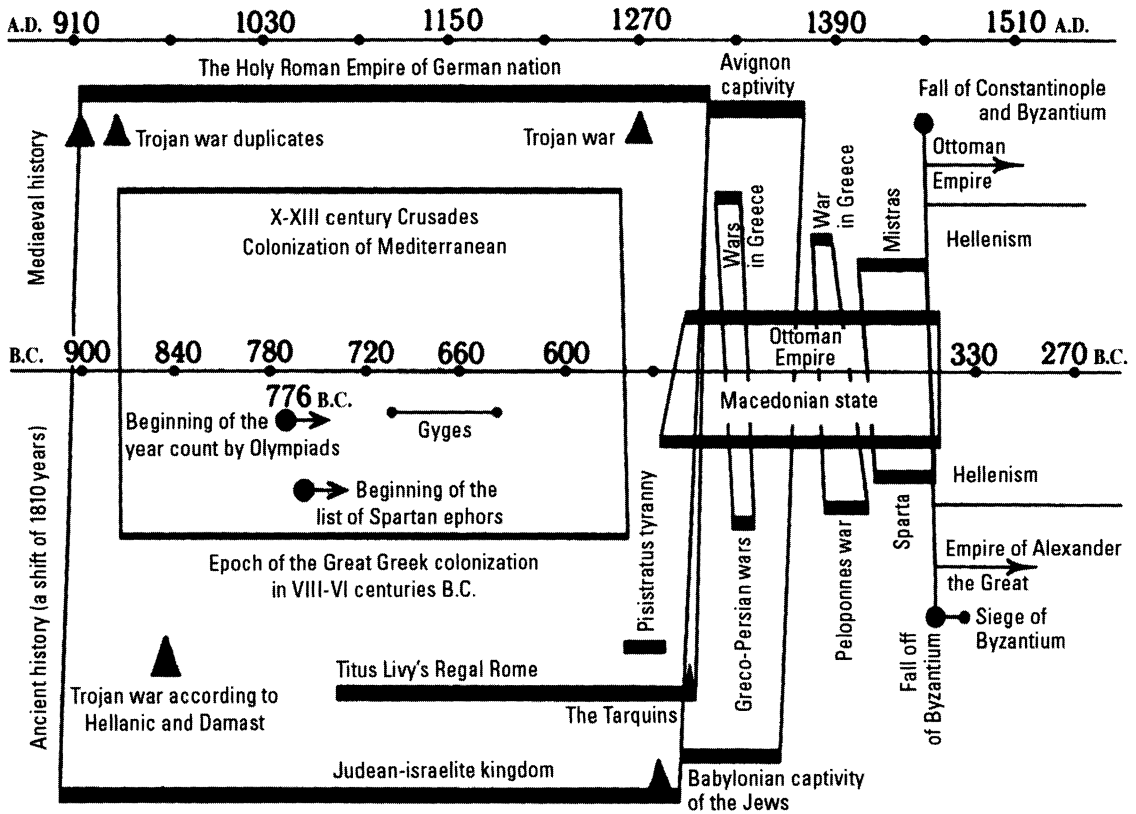 A.D. 910 1030 1150 1270 1390 1510 A.D.
The Holy Roman Empire of German nation
Avignon
captivity
Fall of Constantinople
and Byzantium
Trojan war duplicates
Trojan war
Ottoman
Empire
Mediaeval history
X-XIII century Crusades
Colonization of Mediterranean
Wars
in Greece
War
in Greece
Mistras
Hellenism
Ottoman
Empire
B.C. 900 840 780 720 660 600 330 270 B.C.
776 B.C.
Beginning of the
year count by Olympiads
Gyges
Macedonian state
Beginning of the
list of Spartan ephors
Hellenism
Ancient history (a shift of 1810 years)
Epoch of the Great Greek colonization
in VIII-VI centuries B.C.
Pisistratus tyranny
Greco-Persian wars
Peloponnes war
Sparta
Empire of Alexander
the Great
Siege of
Byzantium
Fall off
of Byzantium
Trojan war according to
Hellanic and Damast
Titus Livy's Regal Rome
The Tarquins
Judean-israelite kingdom
Babylonian captivity
of the Jews